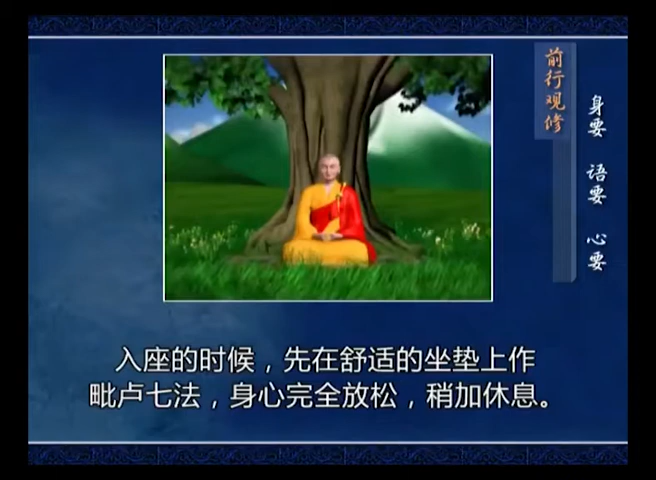 前行观修
身要 语要 心要
入座的时候，先在舒适的坐垫上作
毗卢七法，身心完全放松，稍加休息。